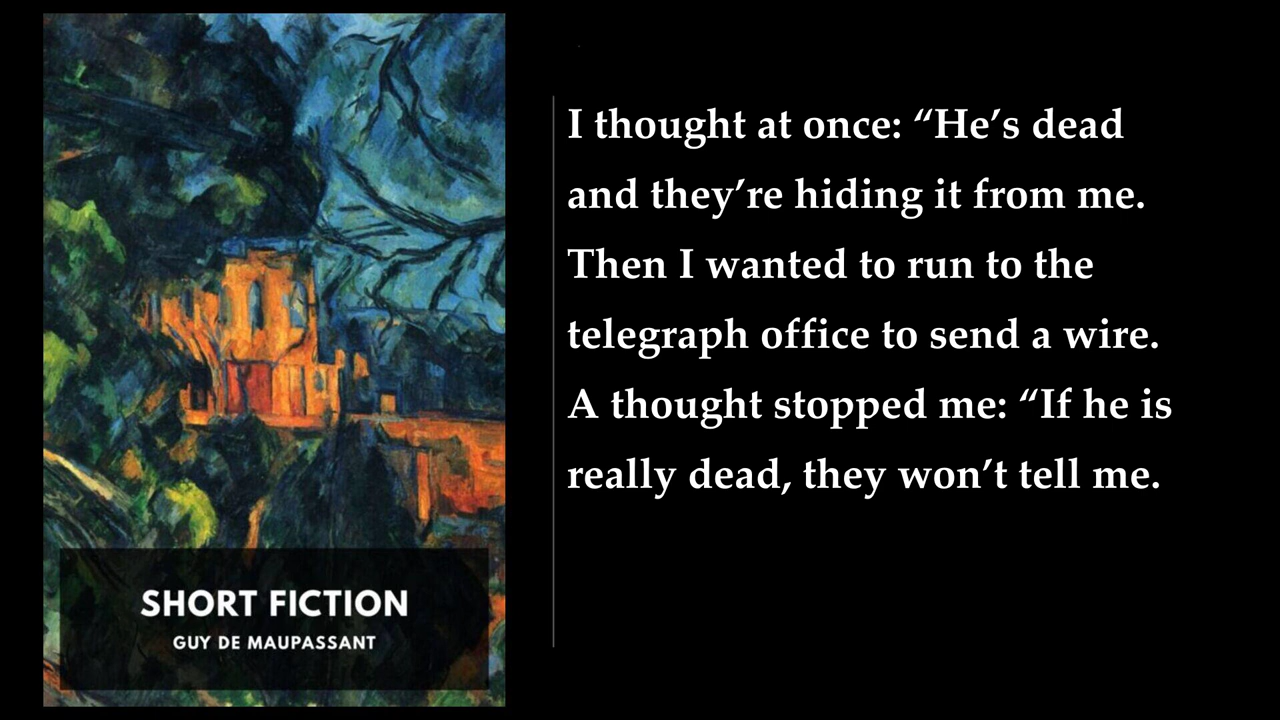 I thought at once: “He’s dead
and they’re hiding it from me.
Then I wanted to run to the
telegraph office to send a wire.
A thought stopped me: “If he is
really dead, they won’t tell me.
SHORT FICTION
GUY DE MAUPASSANT